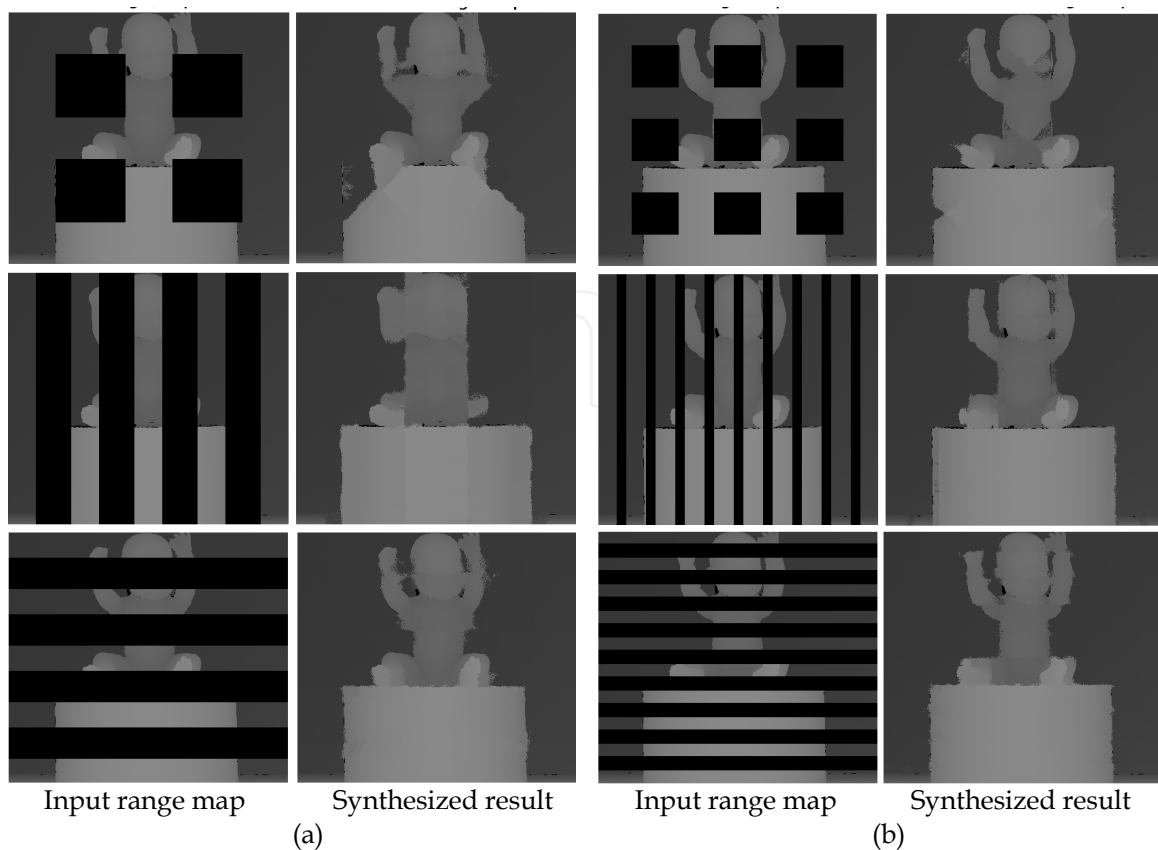 Input range map
Synthesized result
Input range map
Synthesized result
(a)
(b)